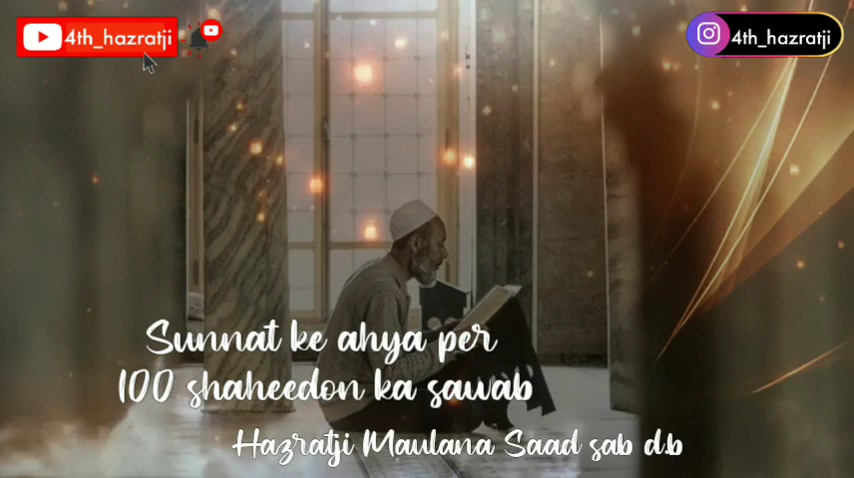 4th_hazratji
4th_hazratji
Sunnat ke ahya per
100 shaheedon ka sawab
Hazratji Maulana Saad sab d.b